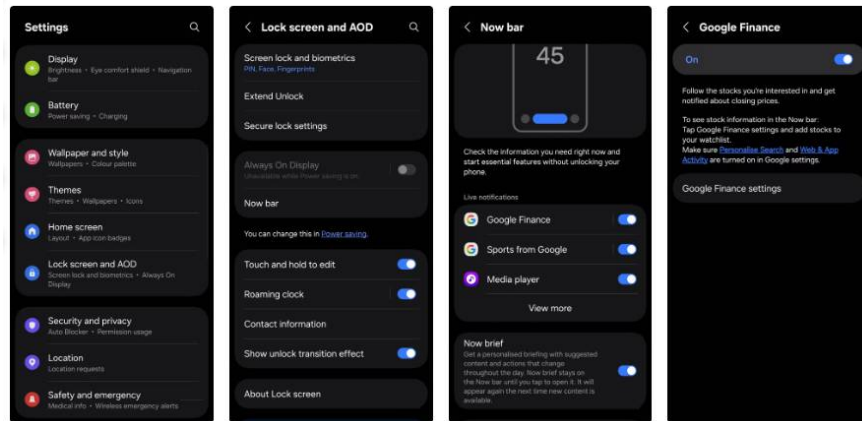 Settings
Display
Brightness • Eye comfort shield • Navigation
bar
Battery
Power saving • Charging
Wallpaper and style
Wallpapers • Colour palette
Themes
Themes • Wallpapers • Icons
Home screen
Layout • App icon badges
Lock screen and AOD
Screen lock and biometrics • Always On
Display
Security and privacy
Auto Blocker • Permission usage
Location
Location requests
Safety and emergency
Medical info • Wireless emergency alerts
Lock screen and AOD
Screen lock and biometrics
PIN, Face, Fingerprints
Extend Unlock
Secure lock settings
Always On Display
Unavailable while Power saving is on.
Now bar
You can change this in Power saving.
Touch and hold to edit
Roaming clock
Contact information
Show unlock transition effect
About Lock screen
Now bar
45
Check the information you need right now and
start essential features without unlocking your
phone.
Live notifications
Google Finance
Sports from Google
Media player
View more
Now brief
Get a personalised briefing with suggested
content and actions that change
throughout the day. Now brief stays on
the Now bar until you tap to open it. It will
appear again the next time new content is
available.
Google Finance
On
Follow the stocks you're interested in and get
notified about closing prices.
To see stock information in the Now bar:
Tap Google Finance settings and add stocks to
your watchlist.
Make sure Personalise Search and Web & App
Activity are turned on in Google settings.
Google Finance settings